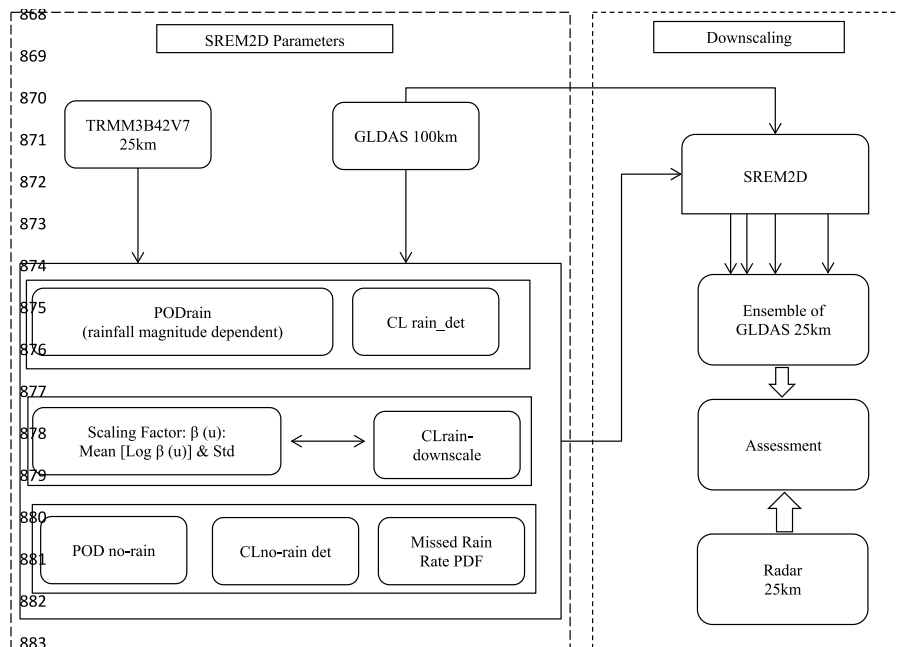 868
SREM2D Parameters
Downscaling
869
870
TRMM3B42V7
25km
GLDAS 100km
871
872
SREM2D
873
874
875
PODrain
(rainfall magnitude dependent)
CL rain_det
Ensemble of
GLDAS 25km
876
877
878
Scaling Factor: β (u):
Mean [Log β (u)] & Std
CLrain-
downscale
Assessment
879
880
POD no-rain
CLno-rain det
Missed Rain
Rate PDF
881
Radar
25km
882
883